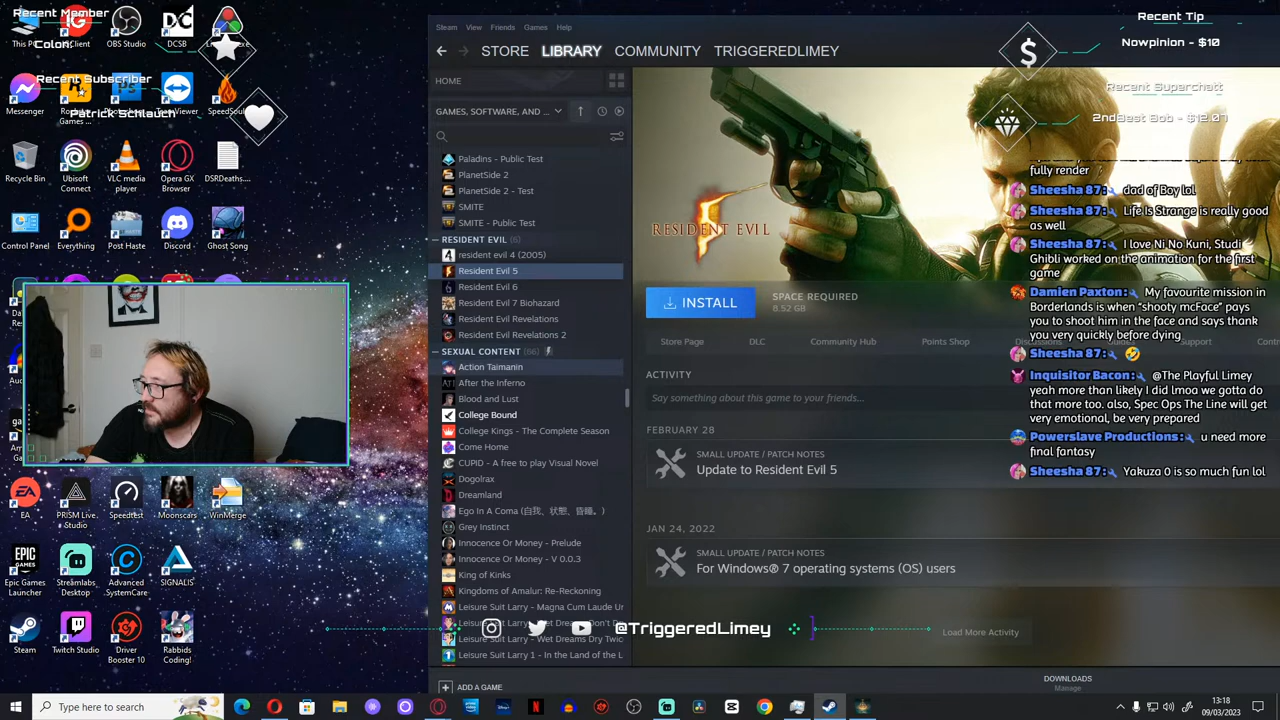 Recent Member
Colon
Recent Subscriber
Patrick Schlauch
This PC
OBS Studio
DCSB
Messenger
TeamViewer
Recycle Bin
Ubisoft Connect
VLC media player
Opera GX Browser
DSRDeaths....
Control Panel
Everything
Post Haste
Discord -
Ghost Song
EA
PRISM Live Studio
Speedtest
Moonscars
WinMerge
Epic Games Launcher
Streamlabs Desktop
Advanced SystemCare
SIGNALIS
Steam
Twitch Studio
Driver Booster 10
Rabbids Coding!
Steam View Friends Games Help
STORE LIBRARY COMMUNITY TRIGGEREDLIMEY
HOME
GAMES, SOFTWARE, AND ...
Paladins - Public Test
PlanetSide 2
PlanetSide 2 - Test
SMITE
SMITE - Public Test
RESIDENT EVIL (6)
resident evil 4 (2005)
Resident Evil 5
Resident Evil 6
Resident Evil 7 Biohazard
Resident Evil Revelations
Resident Evil Revelations 2
SEXUAL CONTENT (66)
Action Taimanin
After the Inferno
Blood and Lust
College Bound
College Kings - The Complete Season
Come Home
CUPID - A free to play Visual Novel
Dogolrax
Dreamland
Ego In A Coma (自我、状態、昏睡。)
Grey Instinct
Innocence Or Money - Prelude
Innocence Or Money - V 0.0.3
King of Kinks
Kingdoms of Amalur: Re-Reckoning
Leisure Suit Larry - Magna Cum Laude Un
Leisure Suit Larry - Wet Dreams Dry Twic
Leisure Suit Larry 1 - In the Land of the L
ADD A GAME
RESIDENT EVIL 5
INSTALL
SPACE REQUIRED
8.52 GB
Store Page DLC Community Hub Points Shop Discussions Guides Support
ACTIVITY
Say something about this game to your friends...
FEBRUARY 28
SMALL UPDATE / PATCH NOTES
Update to Resident Evil 5
JAN 24, 2022
SMALL UPDATE / PATCH NOTES
For Windows® 7 operating systems (OS) users
Load More Activity
DOWNLOADS
Manage
@TriggeredLimey
Recent Tip
Nowpinion - $10
Recent Superchat
2ndBest Bob - $12.07
fully render
Sheesha 87: dad of Boy lol
Sheesha 87: Life Is Strange is really good
as well
Sheesha 87: I love Ni No Kuni, Studi
Ghibli worked on the animation for the first
game
Damien Paxton: My favourite mission in
Borderlands is when "shooty mcFace" pays
you to shoot him in the face and says thank
you very quickly before dying
Sheesha 87: 🤣
Inquisitor Bacon: @The Playful Limey
yeah more than likely I did lmao we gotta do
that more too. also, Spec Ops The Line will get
very emotional, be very prepared
Powerslave Productions: u need more
final fantasy
Sheesha 87: Yakuza 0 is so much fun lol
Type here to search
13:18
09/03/2023